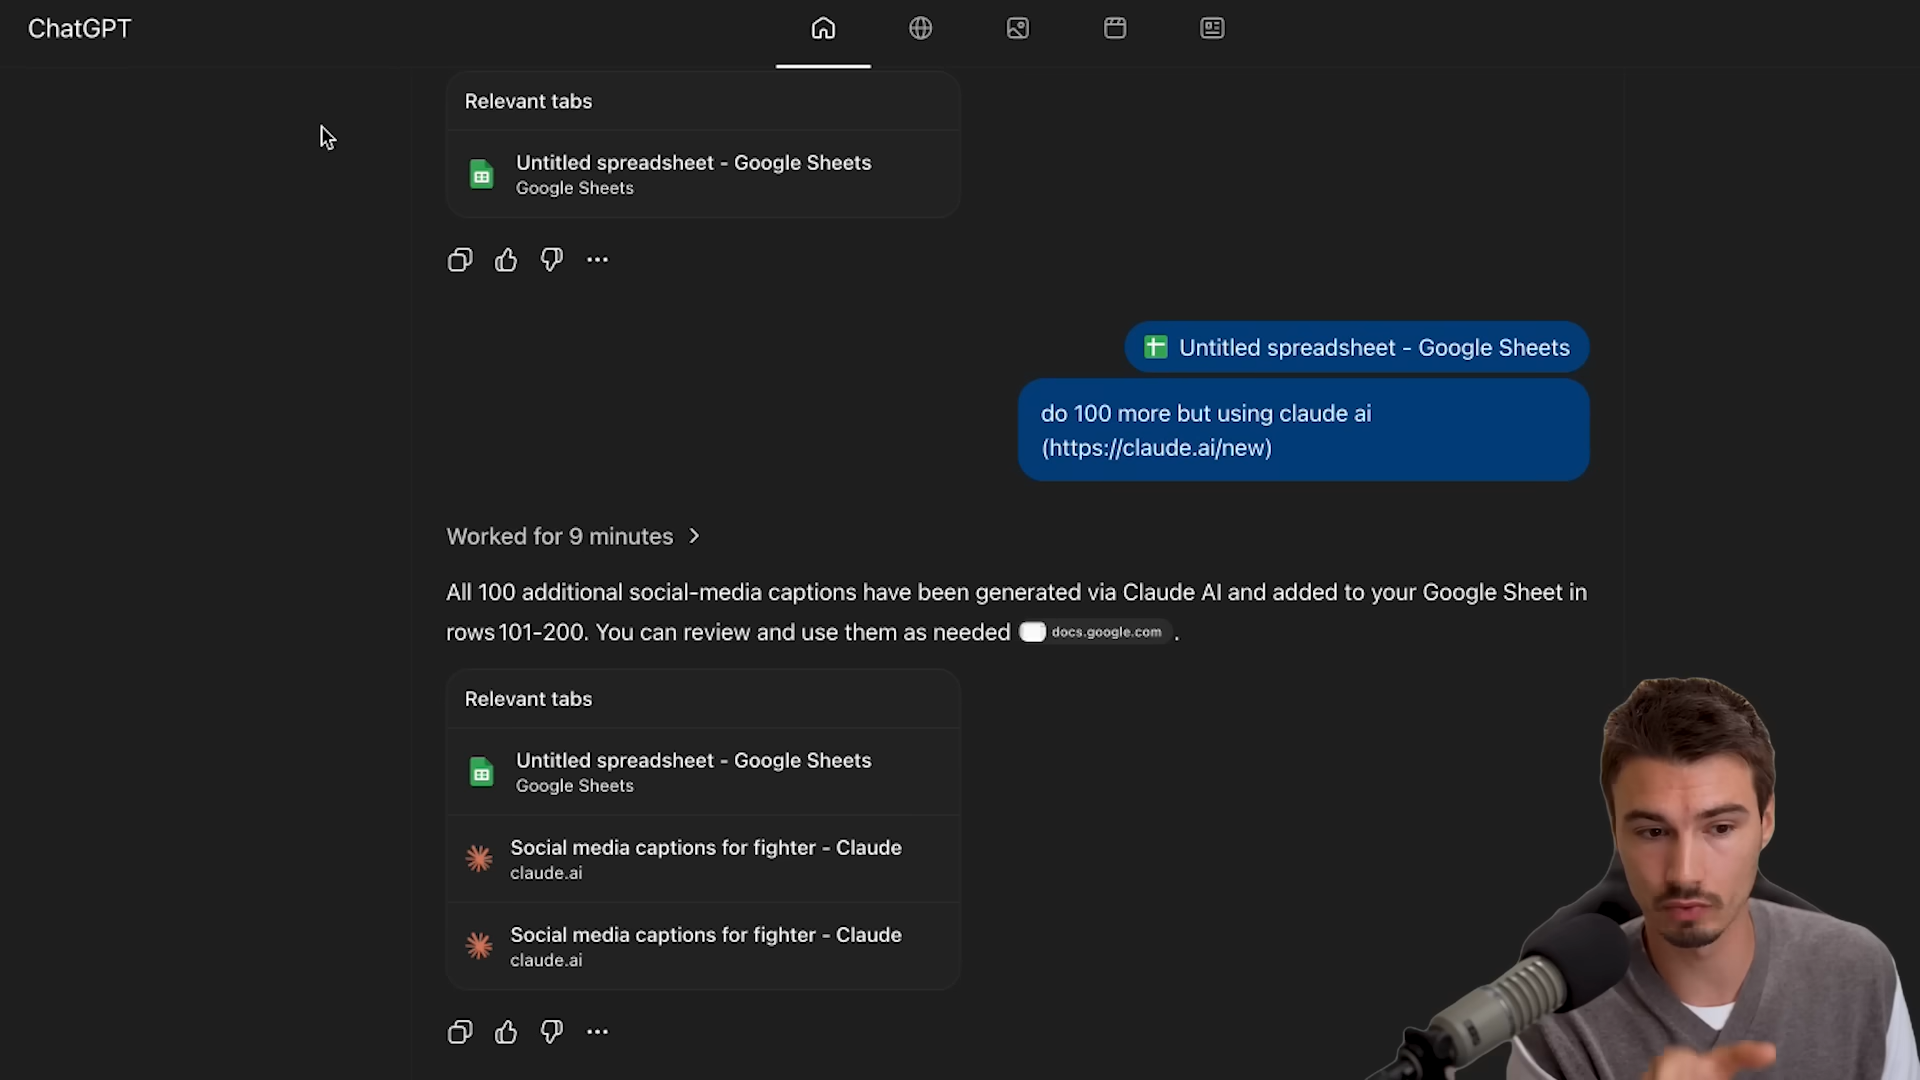 ChatGPT
Relevant tabs
Untitled spreadsheet - Google Sheets
Google Sheets
Untitled spreadsheet - Google Sheets
do 100 more but using claude ai
(https://claude.ai/new)
Worked for 9 minutes
All 100 additional social-media captions have been generated via Claude AI and added to your Google Sheet in
rows 101-200. You can review and use them as needed docs.google.com .
Relevant tabs
Untitled spreadsheet - Google Sheets
Google Sheets
Social media captions for fighter - Claude
claude.ai
Social media captions for fighter - Claude
claude.ai